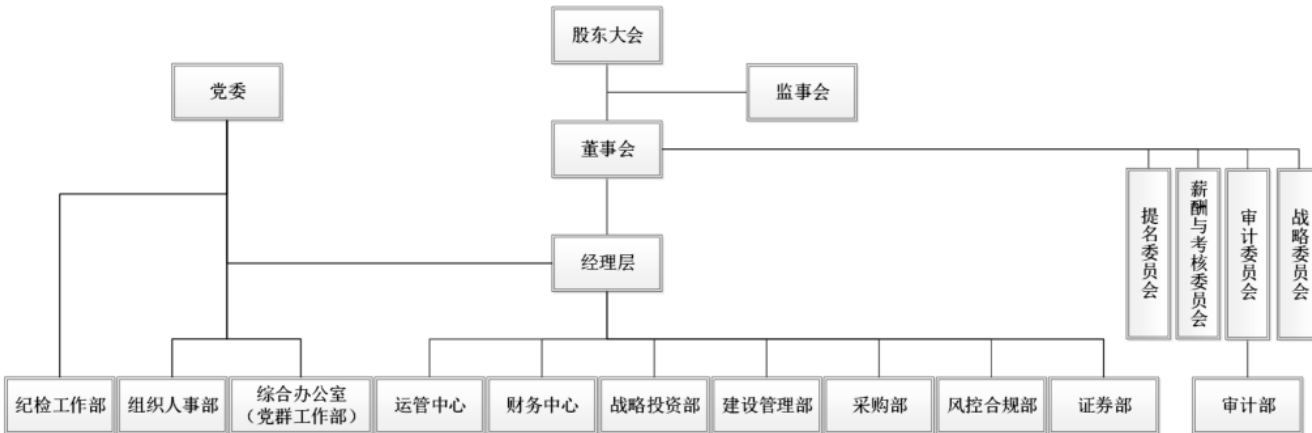 股东大会
党委
监事会
董事会
提名委员会
薪酬与考核委员会
审计委员会
战略委员会
经理层
纪检工作部
组织人事部
综合办公室
（党群工作部）
运管中心
财务中心
战略投资部
建设管理部
采购部
风控合规部
证券部
审计部